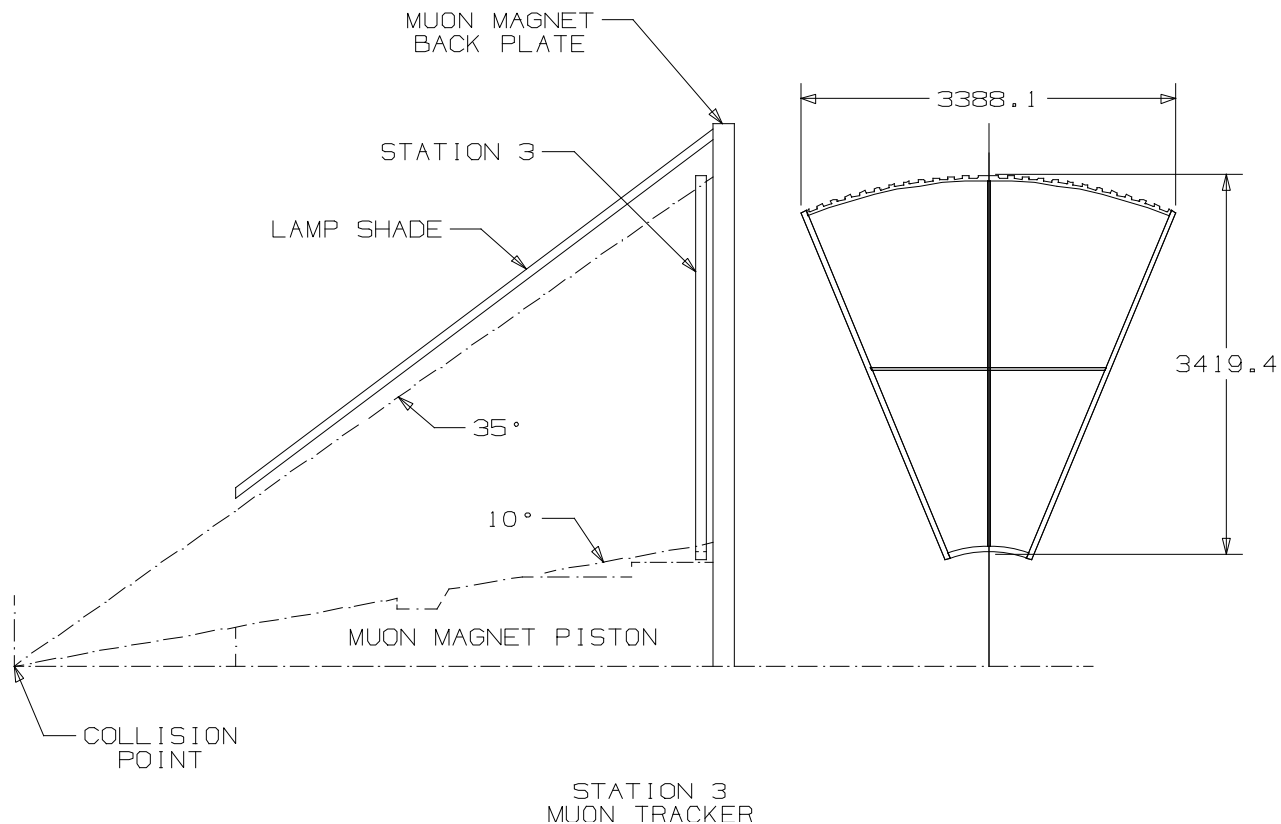 MUON MAGNET
BACK PLATE
3388.1
STATION 3
LAMP SHADE
3419.4
35°
10°
MUON MAGNET PISTON
COLLISION
POINT
STATION 3
MUON TRACKER